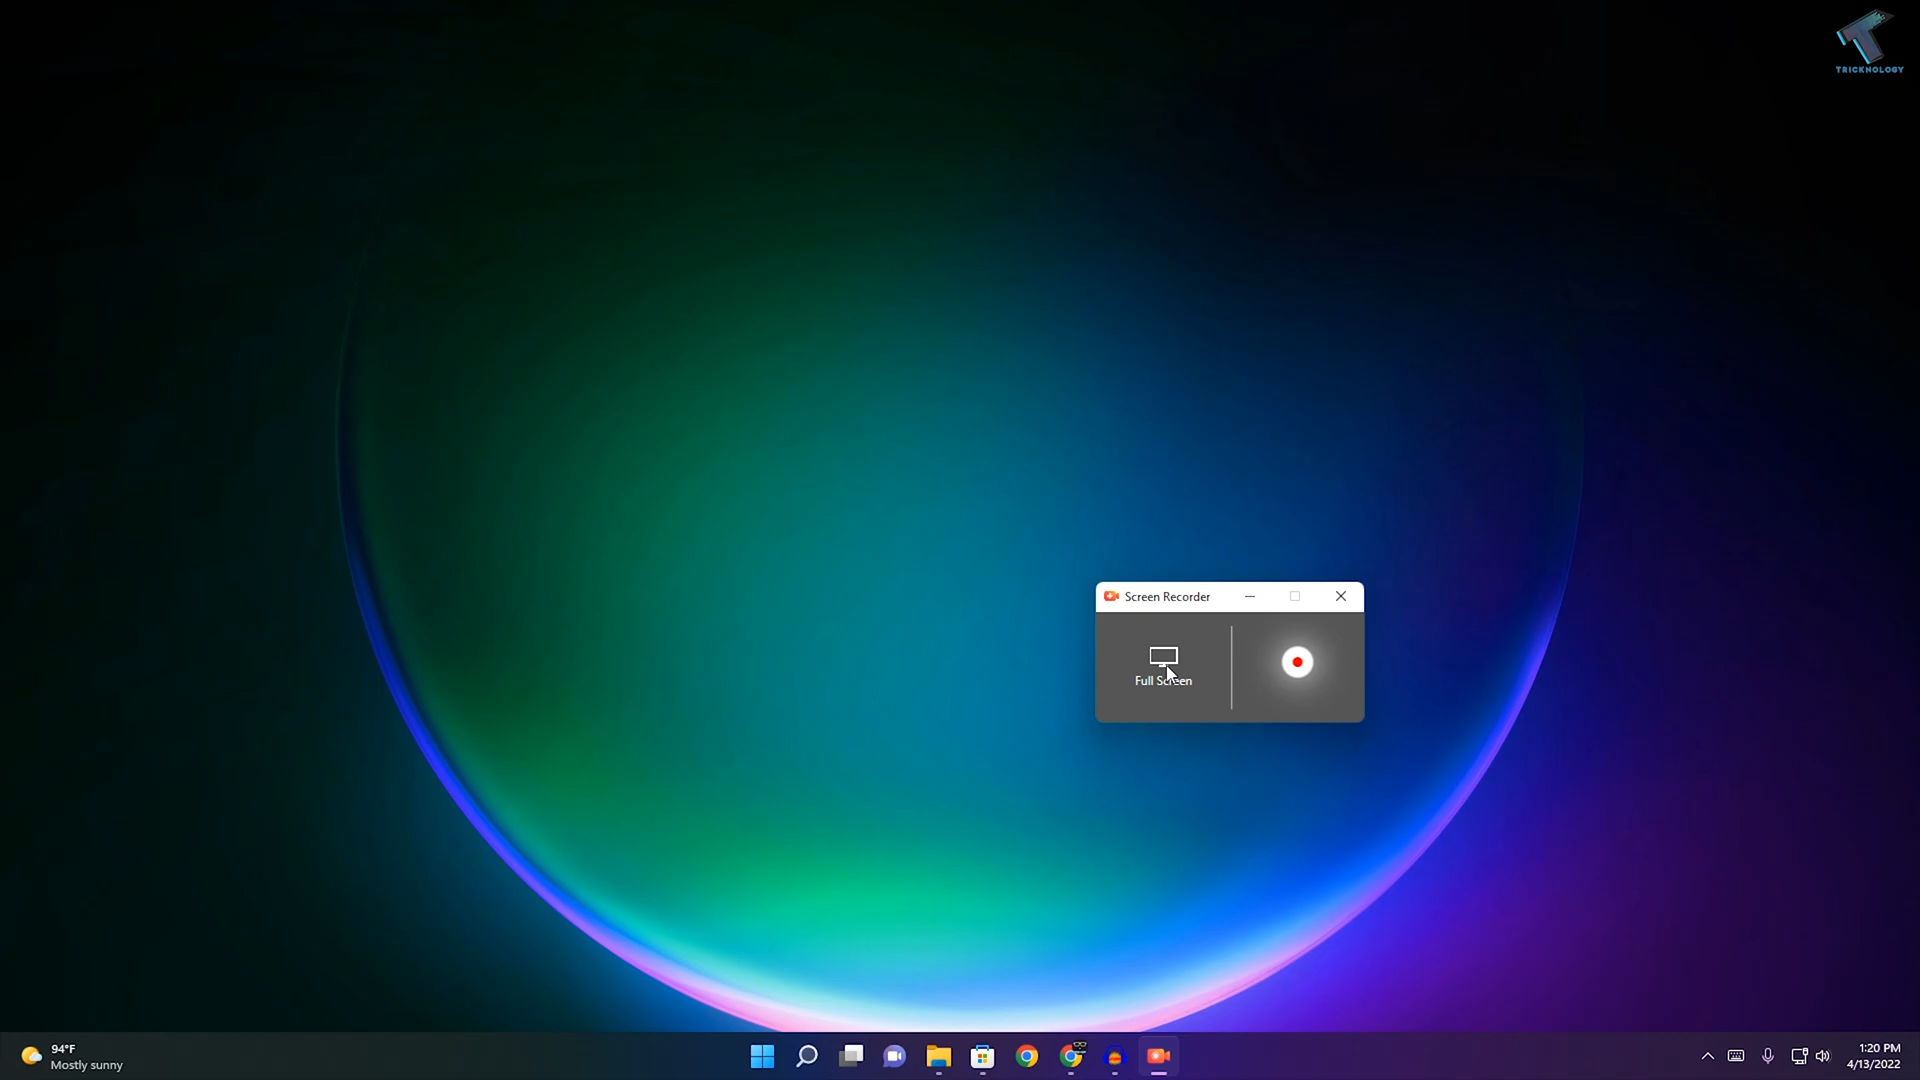 TRICKNOLOGY
Screen Recorder
Full Screen
94°F
Mostly sunny
1:20 PM
4/13/2022